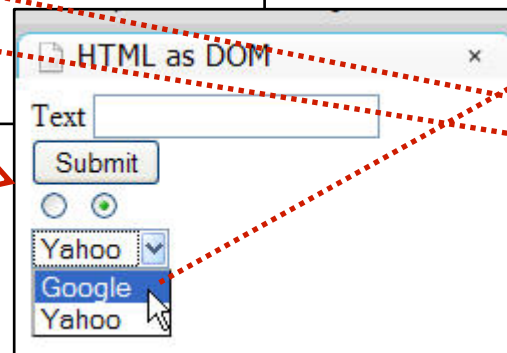 HTML as DOM ×
Text
Submit
Yahoo
Google
Yahoo